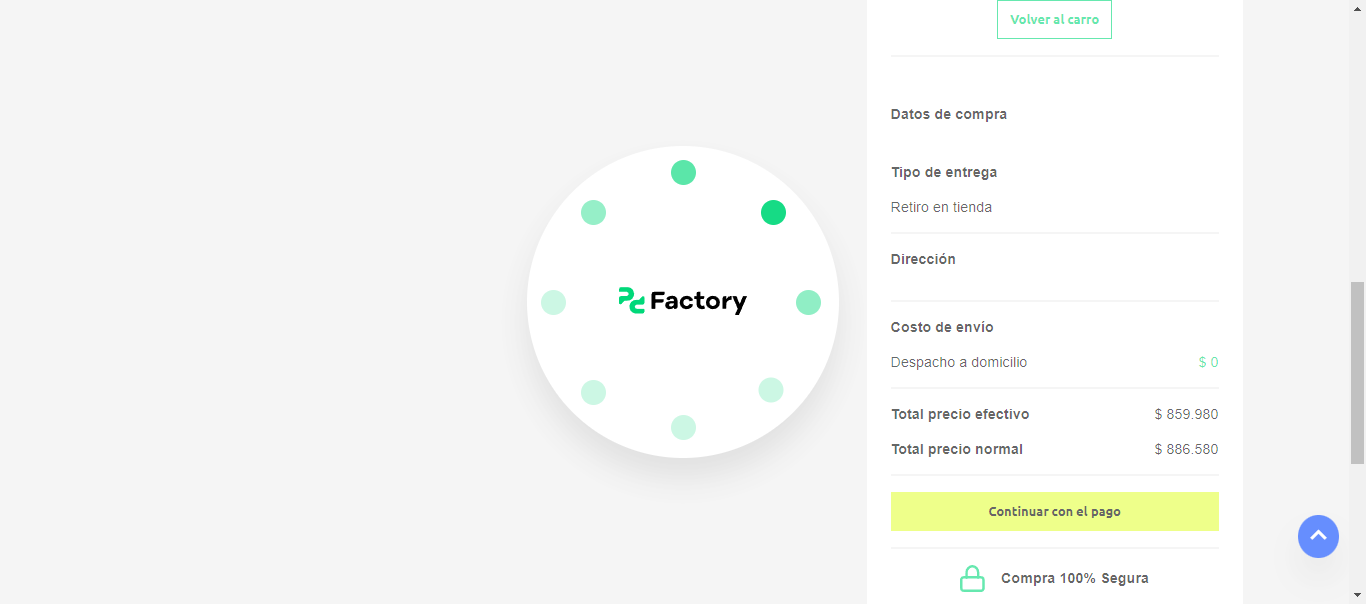 Volver al carro
Datos de compra
Tipo de entrega
Retiro en tienda
Dirección
Costo de envío
Despacho a domicilio $ 0
Total precio efectivo $ 859.980
Total precio normal $ 886.580
Continuar con el pago
Compra 100% Segura
pc Factory